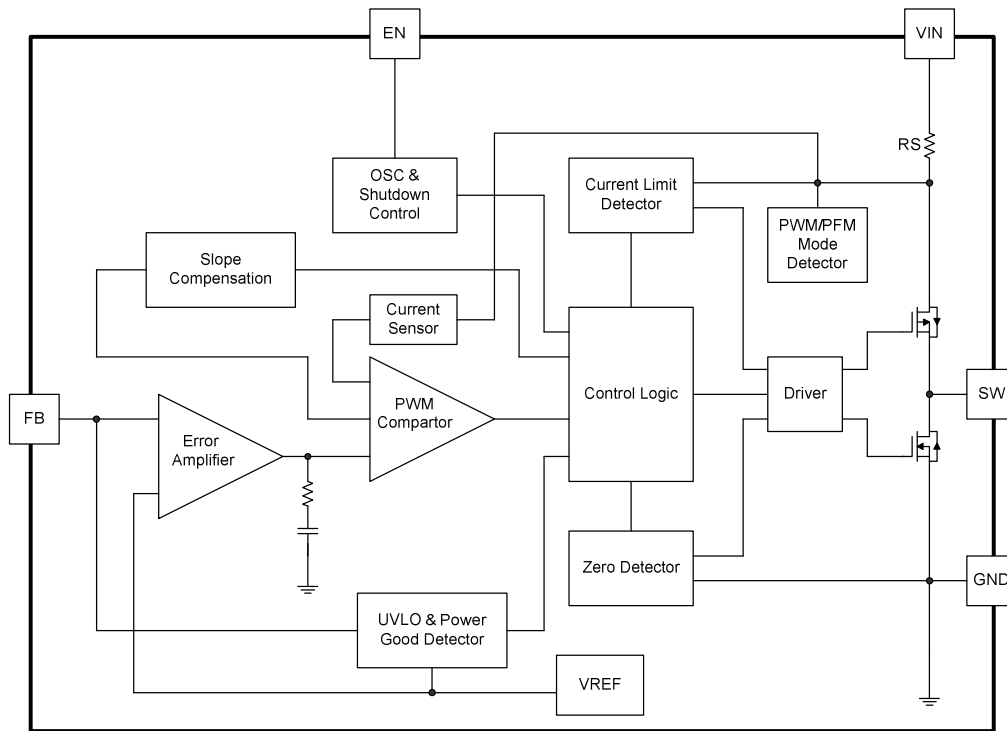 EN
VIN
RS
OSC &
Shutdown
Control
Current Limit
Detector
PWM/PFM
Mode
Detector
Slope
Compensation
Current
Sensor
PWM
Compartor
Control Logic
Driver
SW
FB
Error
Amplifier
Zero Detector
GND
UVLO & Power
Good Detector
VREF